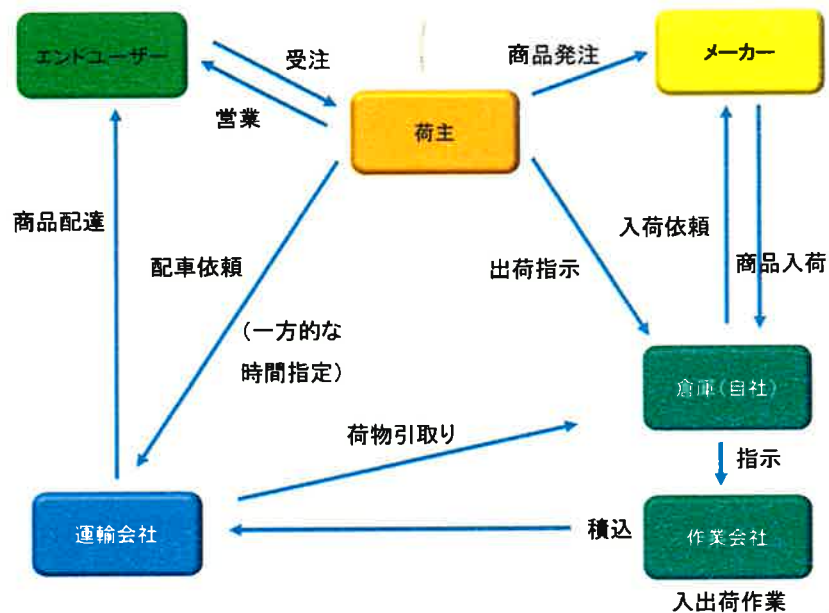 エンドユーザー
受注
営業
荷主
商品発注
メーカー
商品配達
配車依頼
(一方的な
時間指定)
出荷指示
入荷依頼
商品入荷
倉庫(自社)
荷物引取り
指示
運輸会社
積込
作業会社
入出荷作業